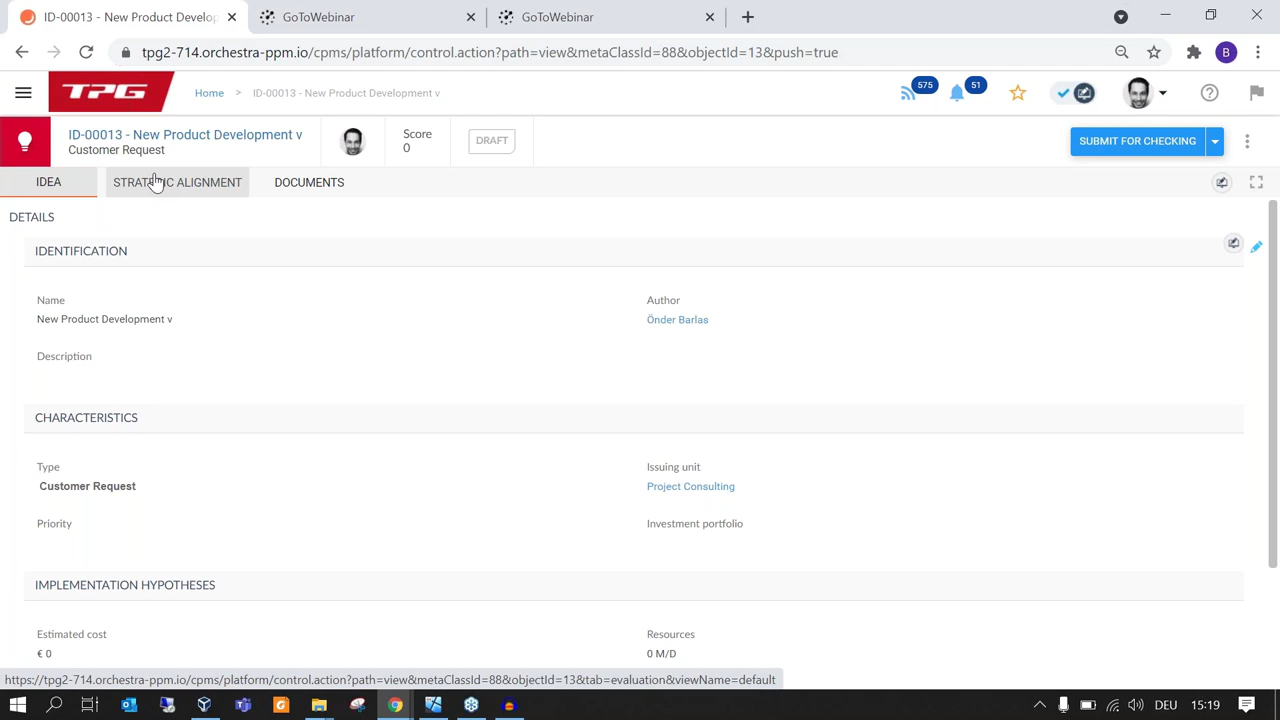 ID-00013 - New Product Develop
GoToWebinar
GoToWebinar
tpg2-714.orchestra-ppm.io/cpms/platform/control.action?path=view&metaClassId=88&objectId=13&push=true
B
TPG
Home > ID-00013 - New Product Development v
575
51
ID-00013 - New Product Development v
Customer Request
Score
0
DRAFT
SUBMIT FOR CHECKING
IDEA
STRATEGIC ALIGNMENT
DOCUMENTS
DETAILS
IDENTIFICATION
Name
New Product Development v
Author
Önder Barlas
Description
CHARACTERISTICS
Type
Customer Request
Issuing unit
Project Consulting
Priority
Investment portfolio
IMPLEMENTATION HYPOTHESES
Estimated cost
€ 0
Resources
0 M/D
https://tpg2-714.orchestra-ppm.io/cpms/platform/control.action?path=view&metaClassId=88&objectId=13&tab=evaluation&viewName=default
DEU
15:19